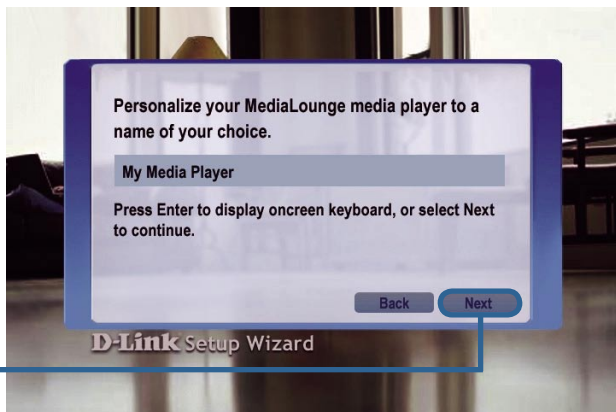 Personalize your MediaLounge media player to a
name of your choice.
My Media Player
Press Enter to display oncreen keyboard, or select Next
to continue.
Back Next
D-Link Setup Wizard